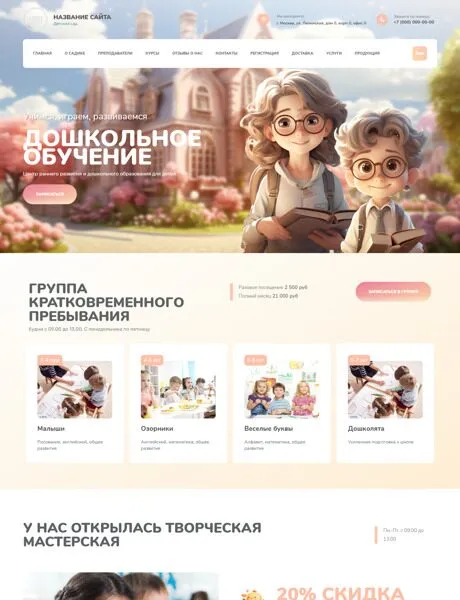 НАЗВАНИЕ САЙТА
Детский сад
Мы находимся:
г. Москва, ул. Ленинская, дом 0, корп 0, офис 0
Звоните по номеру:
+7 (000) 000-00-00
ГЛАВНАЯ О САДИКЕ ПРЕПОДАВАТЕЛИ КУРСЫ ОТЗЫВЫ О НАС КОНТАКТЫ РЕГИСТРАЦИЯ ДОСТАВКА УСЛУГИ ПРОДУКЦИЯ
Учимся, играем, развиваемся
ДОШКОЛЬНОЕ
ОБУЧЕНИЕ
Центр раннего развития и дошкольного образования для детей
ЗАПИСАТЬСЯ
ГРУППА
КРАТКОВРЕМЕННОГО
ПРЕБЫВАНИЯ
Будни с 09.00 до 13.00. С понедельника по пятницу
Разовое посещение 2 500 руб
Полный месяц 21 000 руб
ЗАПИСАТЬСЯ В ГРУППУ
Малыши
Рисование, английский, общее
развитие
Озорники
Английский, математика, общее
развитие
Веселые буквы
Алфавит, математика, общее
развитие
Дошколята
Усиленная подготовка к школе
У НАС ОТКРЫЛАСЬ ТВОРЧЕСКАЯ
МАСТЕРСКАЯ
Пн-Пт с 09:00 до
13:00
20% СКИДКА